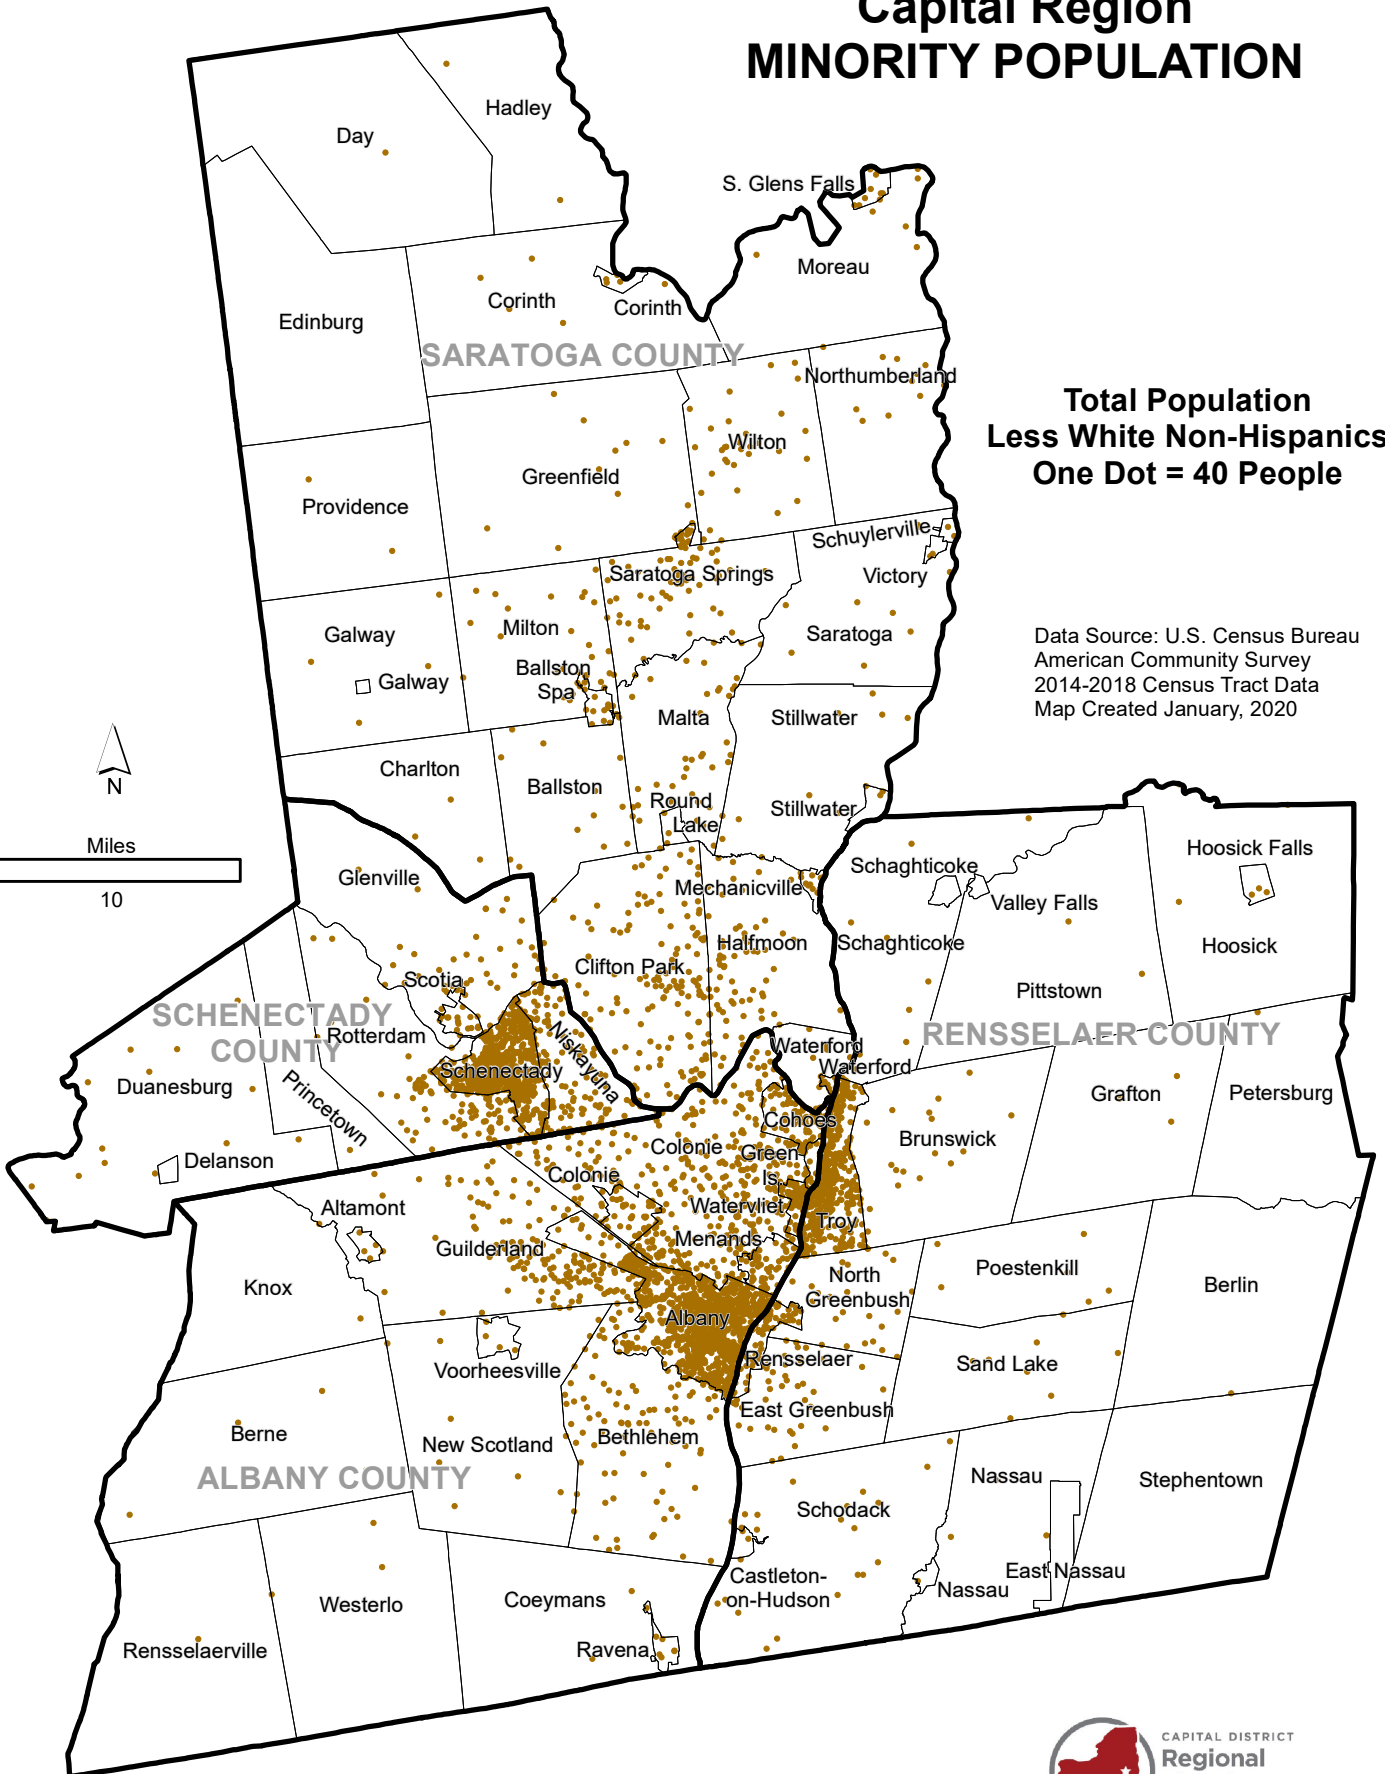 Capital Region
MINORITY POPULATION
Hadley
Day
S. Glens Falls
Moreau
Corinth
Corinth
Edinburg
SARATOGA COUNTY
Northumberland
Total Population
Less White Non-Hispanics
One Dot = 40 People
Wilton
Greenfield
Providence
Schuylerville
Victory
Saratoga Springs
Galway
Milton
Saratoga
Data Source: U.S. Census Bureau
American Community Survey
2014-2018 Census Tract Data
Map Created January, 2020
Ballston
Spa
Galway
Malta
Stillwater
N
Charlton
Ballston
Round
Lake
Stillwater
Miles
10
Glenville
Mechanicville
Schaghticoke
Hoosick Falls
Valley Falls
Halfmoon
Schaghticoke
Hoosick
Clifton Park
Scotia
Pittstown
SCHENECTADY
COUNTY
Rotterdam
Niskayuna
RENSSELAER COUNTY
Waterford
Waterford
Schenectady
Duanesburg
Princetown
Grafton
Petersburg
Cohoes
Brunswick
Colonie
Green
Is.
Delanson
Colonie
Altamont
Watervliet
Troy
Menands
Guilderland
Knox
North
Greenbush
Poestenkill
Berlin
Albany
Voorheesville
Rensselaer
Sand Lake
East Greenbush
Berne
New Scotland
Bethlehem
ALBANY COUNTY
Nassau
Stephentown
Schodack
Castleton-
on-Hudson
East Nassau
Nassau
Westerlo
Coeymans
Rensselaerville
Ravena
CAPITAL DISTRICT
Regional